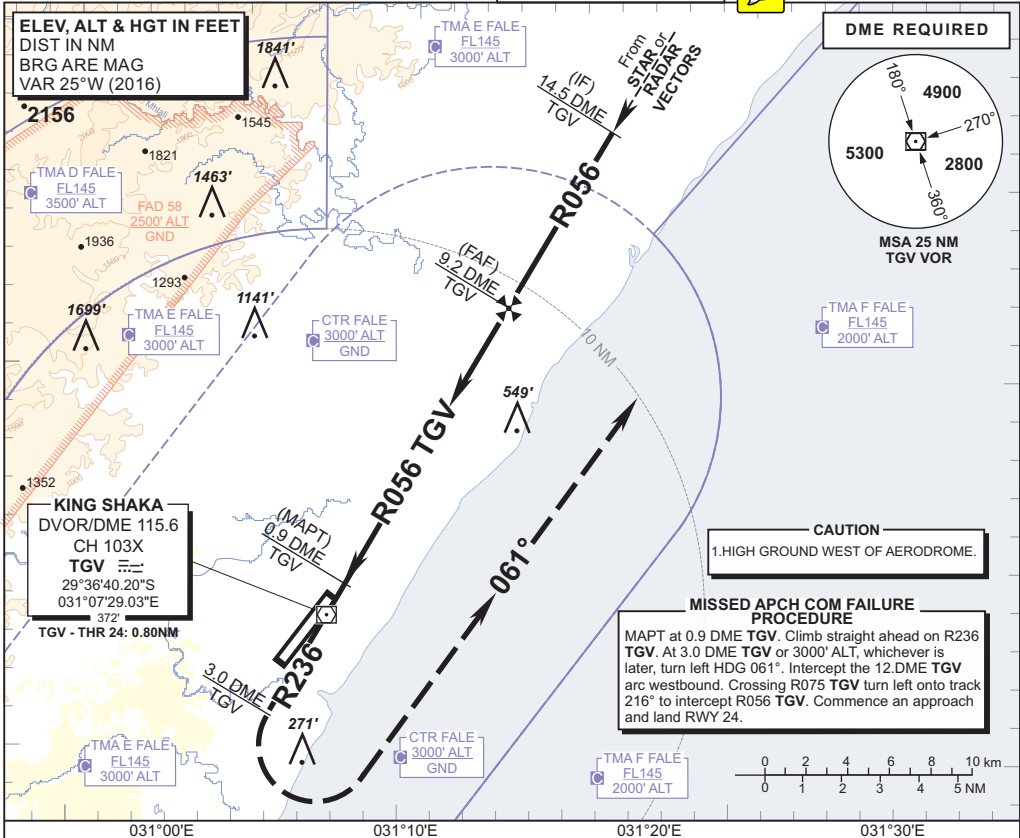 ELEV, ALT & HGT IN FEET
DIST IN NM
BRG ARE MAG
VAR 25°W (2016)
2156
1841'
Mhlali
1545
1821
1463'
TMA D FALE
FL145
3500' ALT
C
FAD 58
2500' ALT
GND
1936
1293
1699'
1141'
TMA E FALE
FL145
3000' ALT
C
TMA E FALE
FL145
3000' ALT
C
From
STAR or
RADAR
VECTORS
(IF)
14.5 DME
TGV
R056
DME REQUIRED
180°
4900
270°
5300
2800
360°
MSA 25 NM
TGV VOR
(FAF)
9.2 DME
TGV
CTR FALE
3000' ALT
GND
C
10 NM
TMA F FALE
FL145
2000' ALT
C
549'
R056 TGV
1352
KING SHAKA
DVOR/DME 115.6
CH 103X
TGV
29°36'40.20"S
031°07'29.03"E
372'
TGV - THR 24: 0.80NM
(MAPT)
0.9 DME
TGV
061°
CAUTION
1.HIGH GROUND WEST OF AERODROME.
MISSED APCH COM FAILURE
PROCEDURE
MAPT at 0.9 DME TGV. Climb straight ahead on R236
TGV. At 3.0 DME TGV or 3000' ALT, whichever is
later, turn left HDG 061°. Intercept the 12.DME TGV
arc westbound. Crossing R075 TGV turn left onto track
216° to intercept R056 TGV. Commence an approach
and land RWY 24.
3.0 DME
TGV
R236
271'
TMA E FALE
FL145
3000' ALT
C
CTR FALE
3000' ALT
GND
C
TMA F FALE
FL145
2000' ALT
C
0 2 4 6 8 10 km
0 1 2 3 4 5 NM
031°00'E 031°10'E 031°20'E 031°30'E